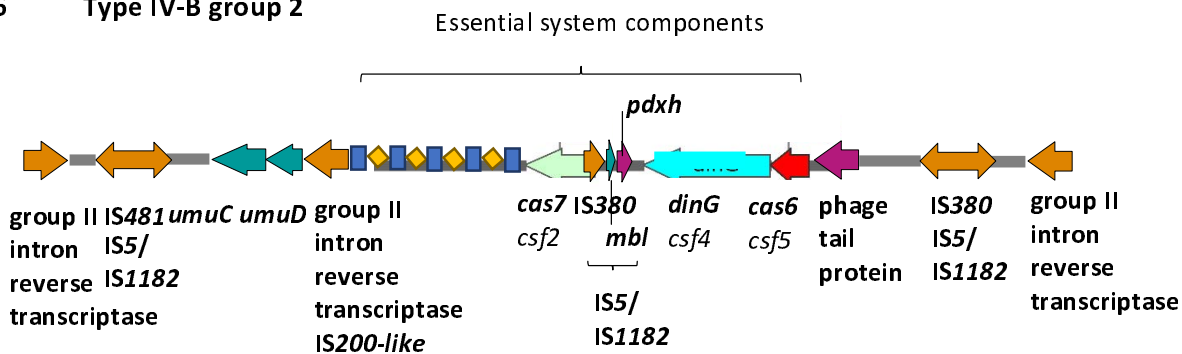 Type IV-B group 2
Essential system components
pdxh
group II
intron
reverse
transcriptase
IS481
IS5/
IS1182
umuC umuD
group II
intron
reverse
transcriptase
IS200-like
cas7
csf2
IS380
mbl
IS5/
IS1182
dinG
csf4
cas6
csf5
phage
tail
protein
IS380
IS5/
IS1182
group II
intron
reverse
transcriptase